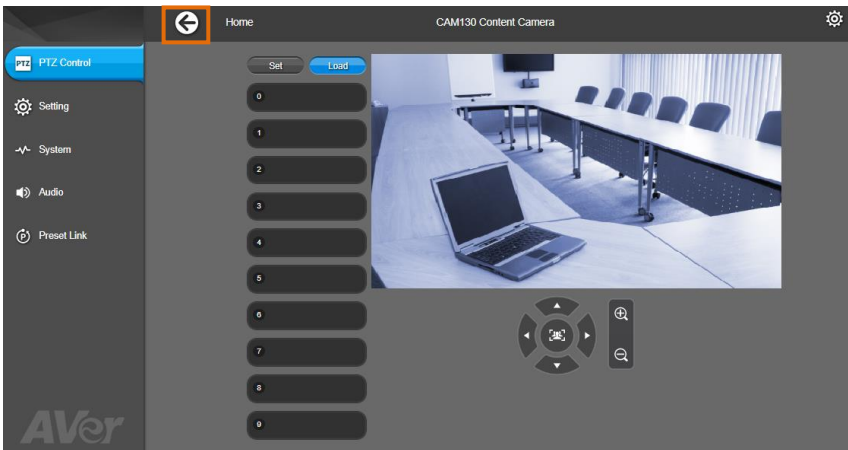 Home
CAM130 Content Camera
PTZ PTZ Control
Setting
System
Audio
P Preset Link
AVer
Set
Load
0
1
2
3
4
5
6
7
8
9